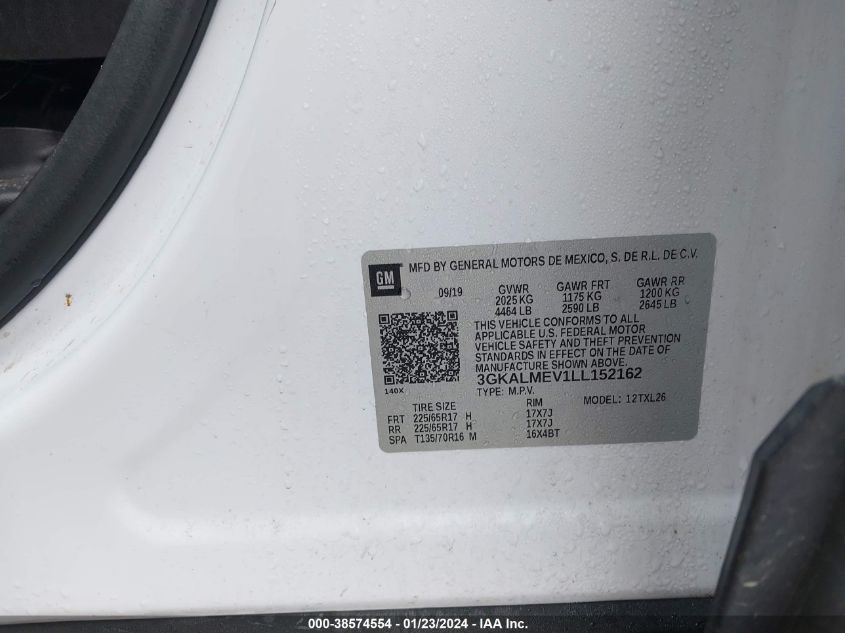 GM
MFD BY GENERAL MOTORS DE MEXICO, S. DE R.L. DE C.V.
09/19 GVWR GAWR FRT GAWR RR
2025 KG 1175 KG 1200 KG
4464 LB 2590 LB 2645 LB
THIS VEHICLE CONFORMS TO ALL
APPLICABLE U.S. FEDERAL MOTOR
VEHICLE SAFETY AND THEFT PREVENTION
STANDARDS IN EFFECT ON THE DATE OF
MANUFACTURE SHOWN ABOVE.
3GKALMEV1LL152162
140X
TYPE: M.P.V. MODEL: 12TXL26
TIRE SIZE RIM
FRT 225/65R17 H 17X7J
RR 225/65R17 H 17X7J
SPA T135/70R16 M 16X4BT
000-38574554 - 01/23/2024 - IAAI.COM